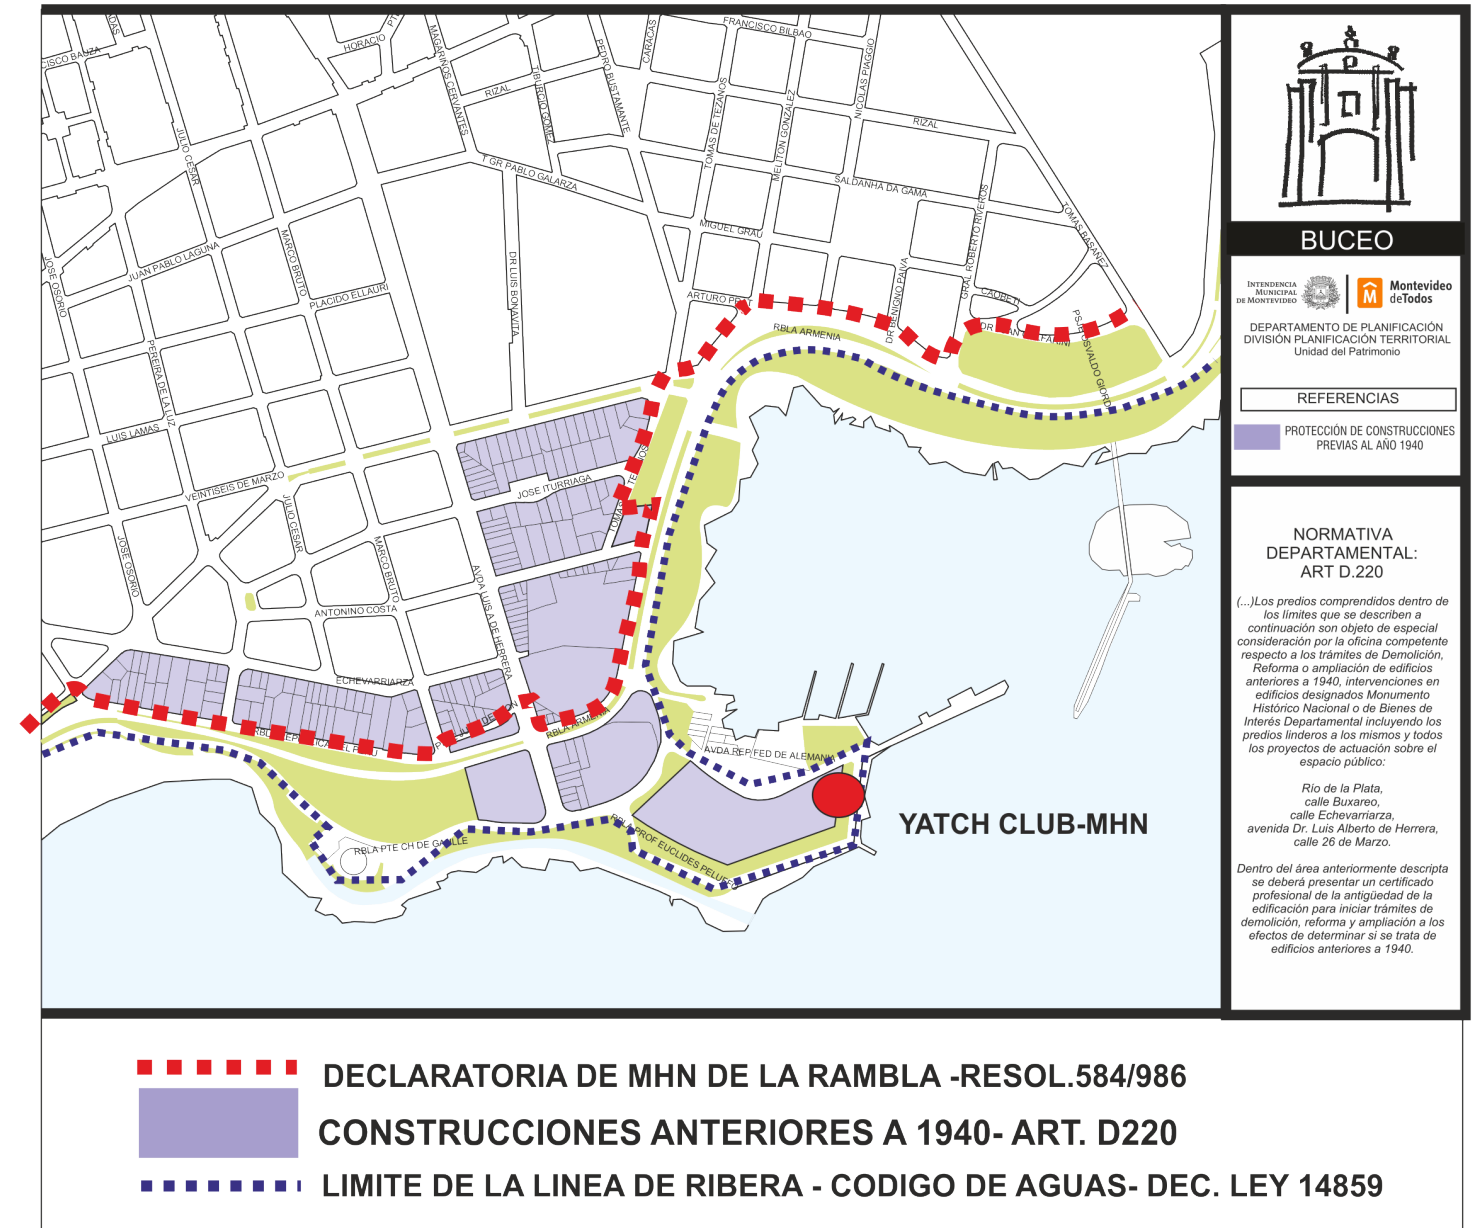 FRANCISCO BILBAO
CARACAS
HORACIO
MAGARIÑOS CERVANTES
PEDRO BUSTAMANTE
NICOLAS PIAGGIO
RIZAL
TIBURCIO GOMEZ
TOMAS DE TEZANOS
MELITON GONZALEZ
RIZAL
JULIO CESAR
T GR PABLO GALARZA
SALDANHA DA GAMA
GRAL ROBERTO RIVEROS
TOMAS BASAÑEZ
MIGUEL GRAU
JUAN PABLO LAGUNA
MARCO BRUTO
JOSE OSORIO
DR LUIS BONAVITA
PLACIDO ELLAURI
ARTURO PRAT
DR BENIGNO PAIVA
CAOBETI
RBLA ARMENIA
PEREIRA DE LA LUZ
LUIS LAMAS
VEINTISEIS DE MARZO
JOSE ITURRIAGA
JULIO CESAR
JOSE OSORIO
MARCO BRUTO
AVDA LUIS A DE HERRERA
ANTONINO COSTA
ECHEVARRIARZA
RBLA ARMENIA
AVDA REP FED DE ALEMANIA
RBLA PTE CH DE GAULLE
RBLA PROF EUCLIDES PELUFFO
YATCH CLUB-MHN
BUCEO
INTENDENCIA
MUNICIPAL
DE MONTEVIDEO
Montevideo
deTodos
DEPARTAMENTO DE PLANIFICACIÓN
DIVISIÓN PLANIFICACIÓN TERRITORIAL
Unidad del Patrimonio
REFERENCIAS
PROTECCIÓN DE CONSTRUCCIONES
PREVIAS AL AÑO 1940
NORMATIVA
DEPARTAMENTAL:
ART D.220
(...)Los predios comprendidos dentro de
los límites que se describen a
continuación son objeto de especial
consideración por la oficina competente
respecto a los trámites de Demolición,
Reforma o ampliación de edificios
anteriores a 1940, intervenciones en
edificios designados Monumento
Histórico Nacional o de Bienes de
Interés Departamental incluyendo los
predios linderos a los mismos y todos
los proyectos de actuación sobre el
espacio público:
Río de la Plata,
calle Buxareo,
calle Echevarriarza,
avenida Dr. Luis Alberto de Herrera,
calle 26 de Marzo.
Dentro del área anteriormente descripta
se deberá presentar un certificado
profesional de la antigüedad de la
edificación para iniciar trámites de
demolición, reforma y ampliación a los
efectos de determinar si se trata de
edificios anteriores a 1940.
DECLARATORIA DE MHN DE LA RAMBLA -RESOL.584/986
CONSTRUCCIONES ANTERIORES A 1940- ART. D220
LIMITE DE LA LINEA DE RIBERA - CODIGO DE AGUAS- DEC. LEY 14859